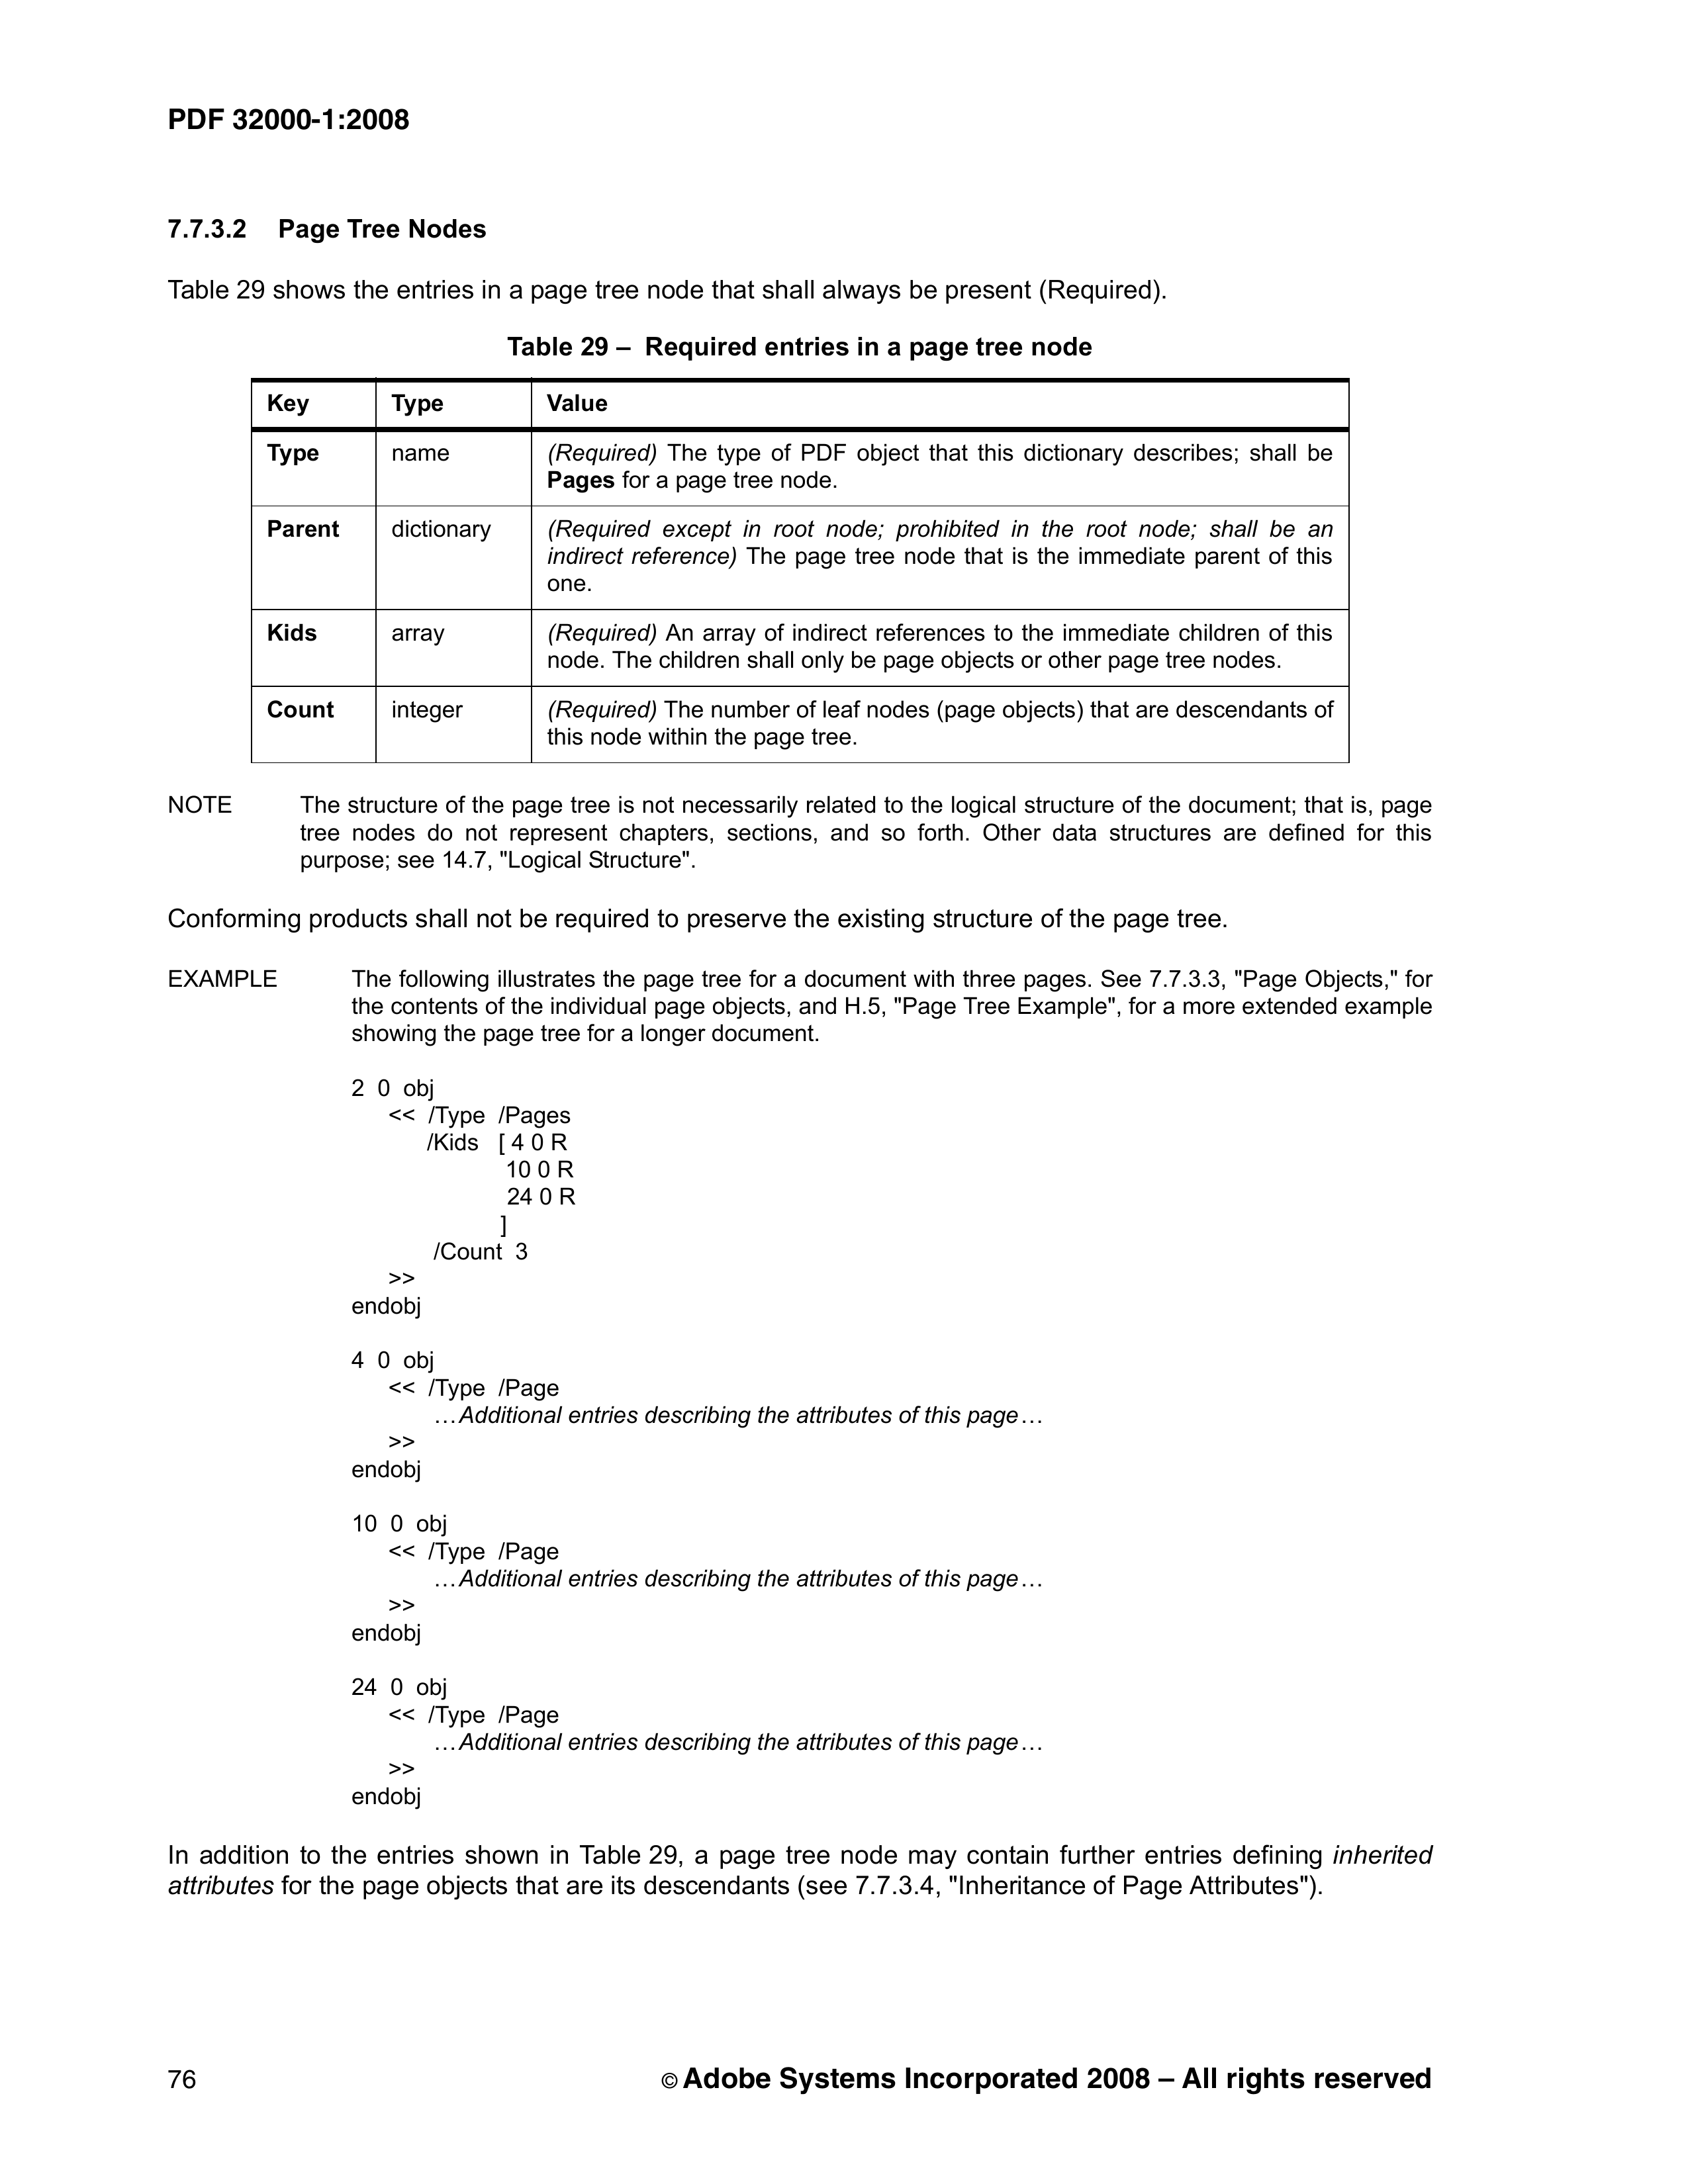 PDF 32000-1:2008
7.7.3.2 Page Tree Nodes
Table 29 shows the entries in a page tree node that shall always be present (Required).
Table 29 – Required entries in a page tree node
Key Type Value
Type name (Required) The type of PDF object that this dictionary describes; shall be
Pages for a page tree node.
Parent dictionary (Required except in root node; prohibited in the root node; shall be an
indirect reference) The page tree node that is the immediate parent of this
one.
Kids array (Required) An array of indirect references to the immediate children of this
node. The children shall only be page objects or other page tree nodes.
Count integer (Required) The number of leaf nodes (page objects) that are descendants of
this node within the page tree.
NOTE The structure of the page tree is not necessarily related to the logical structure of the document; that is, page
tree nodes do not represent chapters, sections, and so forth. Other data structures are defined for this
purpose; see 14.7, "Logical Structure".
Conforming products shall not be required to preserve the existing structure of the page tree.
EXAMPLE The following illustrates the page tree for a document with three pages. See 7.7.3.3, "Page Objects," for
the contents of the individual page objects, and H.5, "Page Tree Example", for a more extended example
showing the page tree for a longer document.
2 0 obj
<< /Type /Pages
/Kids [ 4 0 R
10 0 R
24 0 R
]
/Count 3
>>
endobj
4 0 obj
<< /Type /Page
…Additional entries describing the attributes of this page…
>>
endobj
10 0 obj
<< /Type /Page
…Additional entries describing the attributes of this page…
>>
endobj
24 0 obj
<< /Type /Page
…Additional entries describing the attributes of this page…
>>
endobj
In addition to the entries shown in Table 29, a page tree node may contain further entries defining inherited
attributes for the page objects that are its descendants (see 7.7.3.4, "Inheritance of Page Attributes").
76 © Adobe Systems Incorporated 2008 – All rights reserved